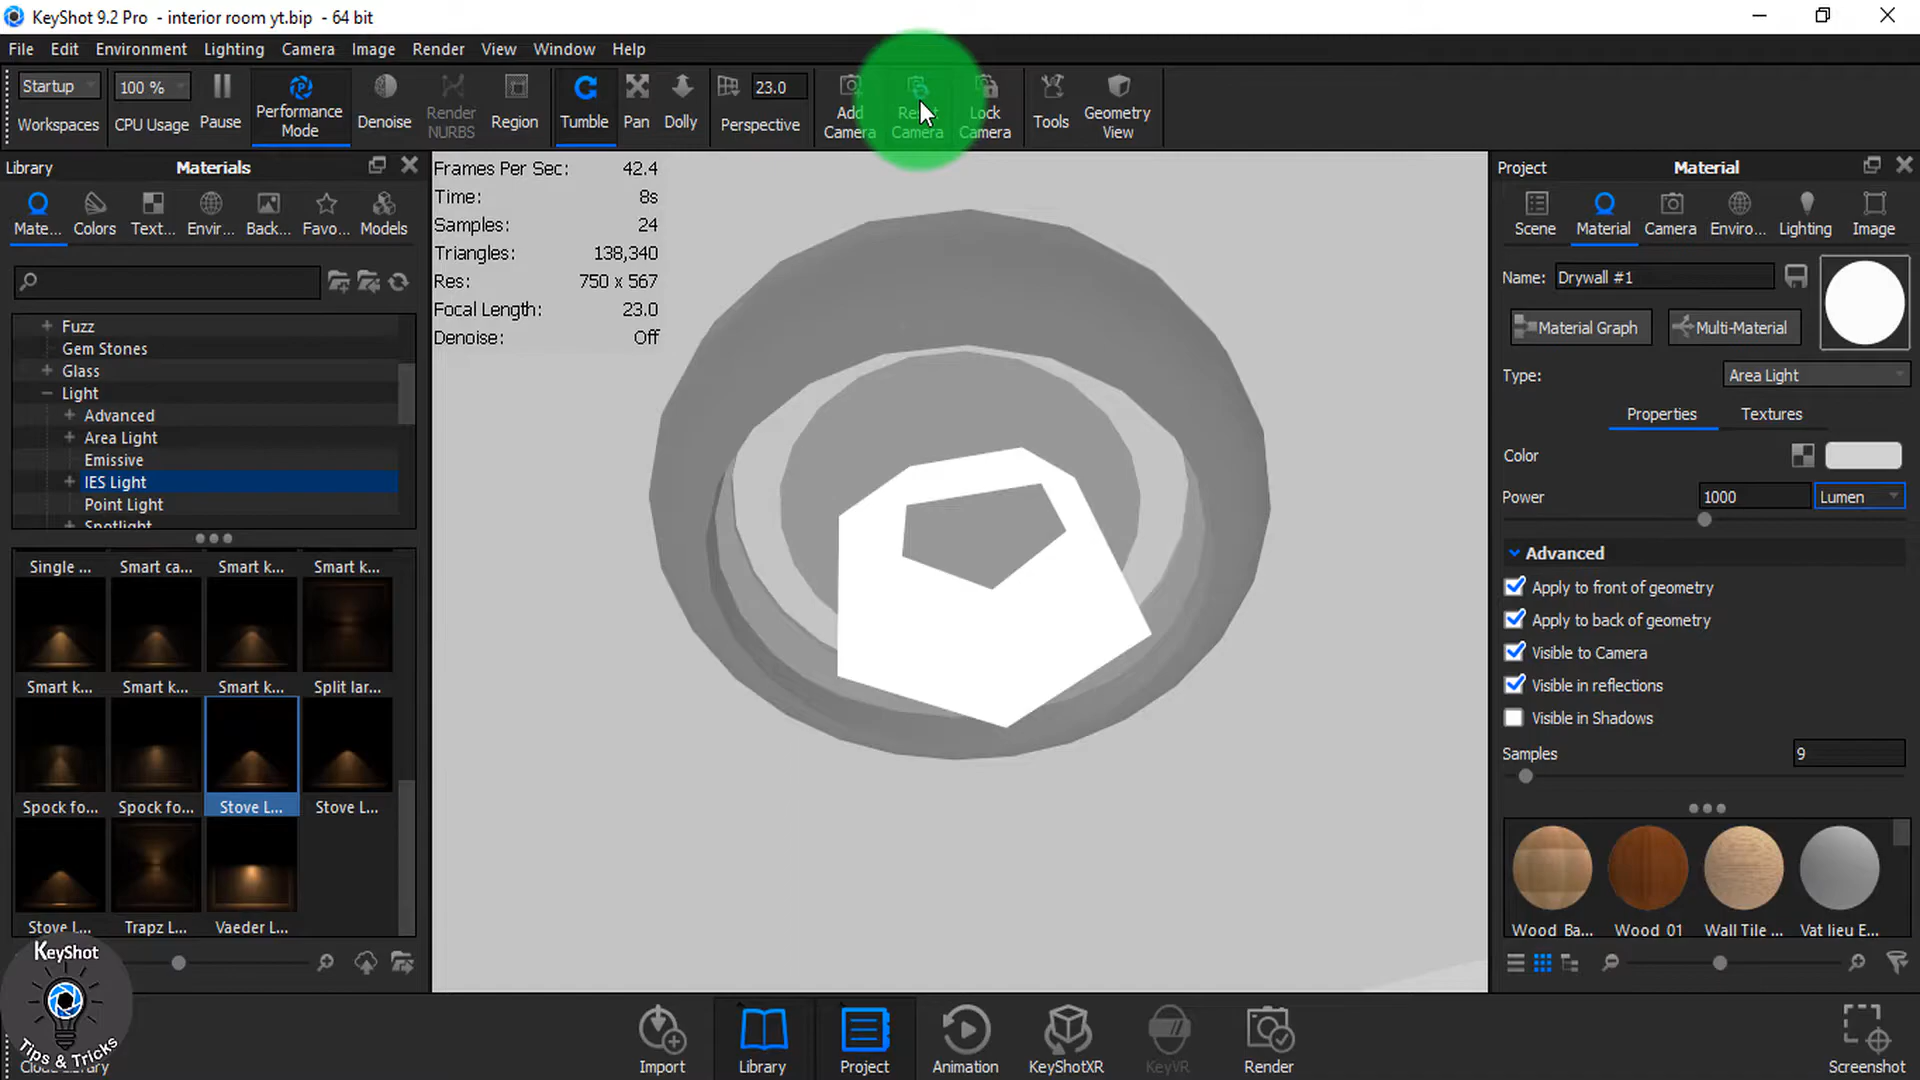 KeyShot 9.2 Pro - interior room yt.bip - 64 bit
File Edit Environment Lighting Camera Image Render View Window Help
Startup 100 % 23.0
Workspaces CPU Usage Pause Performance Mode Denoise Render NURBS Region Tumble Pan Dolly Perspective Add Camera Reset Camera Lock Camera Tools Geometry View
Library Materials
Mate... Colors Text... Envir... Back... Favo... Models
Fuzz
Gem Stones
Glass
Light
Advanced
Area Light
Emissive
IES Light
Point Light
Spotlight
Single ... Smart ca... Smart k... Smart k...
Smart k... Smart k... Smart k... Split lar...
Spock fo... Spock fo... Stove L... Stove L...
Stove L... Trapz L... Vaeder L...
KeyShot
Tips & Tricks
Frames Per Sec: 42.4
Time: 8s
Samples: 24
Triangles: 138,340
Res: 750 x 567
Focal Length: 23.0
Denoise: Off
Project Material
Scene Material Camera Enviro... Lighting Image
Name: Drywall #1
Material Graph Multi-Material
Type: Area Light
Properties Textures
Color
Power 1000 Lumen
Advanced
Apply to front of geometry
Apply to back of geometry
Visible to Camera
Visible in reflections
Visible in Shadows
Samples 9
Wood_Ba... Wood_01 Wall Tile ... Vat lieu E...
Import Library Project Animation KeyShotXR KeyVR Render Screenshot